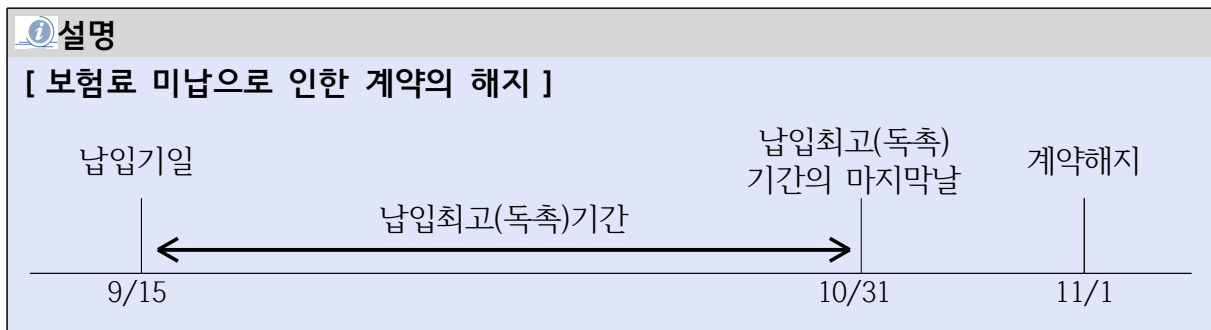 설명
[ 보험료 미납으로 인한 계약의 해지 ]
납입기일
납입최고(독촉)
기간의 마지막날
계약해지
납입최고(독촉)기간
9/15
10/31
11/1